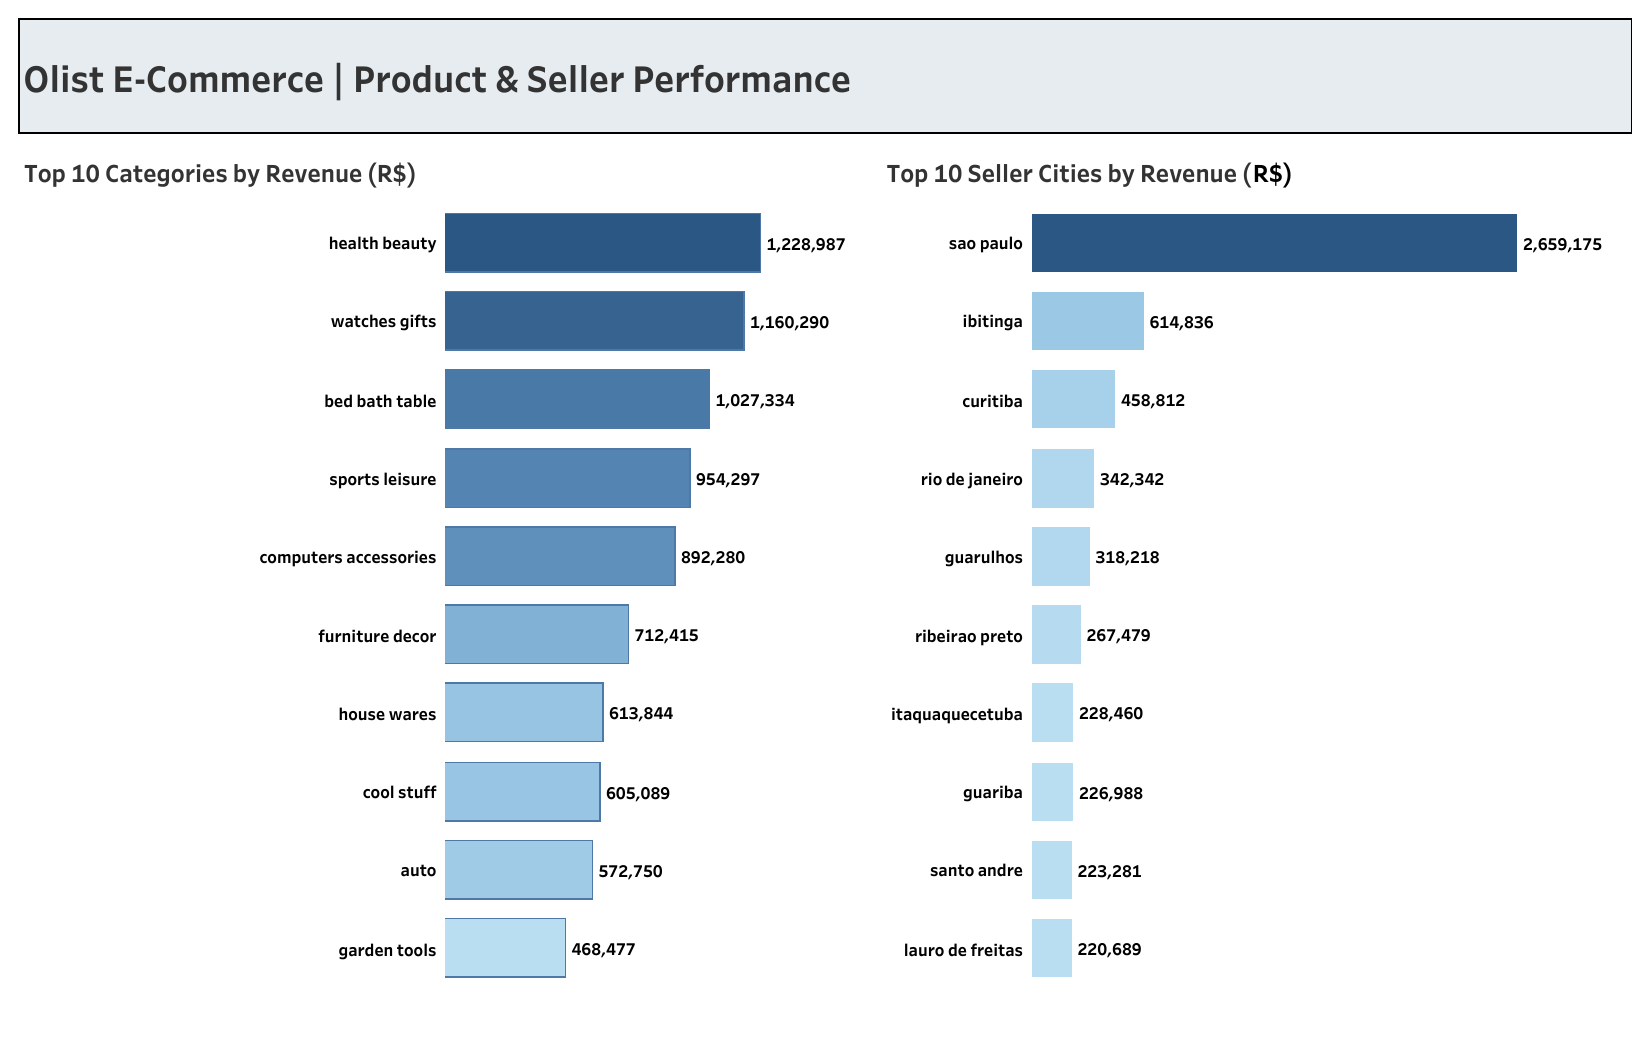 Olist E-Commerce | Product & Seller Performance
Top 10 Categories by Revenue (R$)
health beauty 1,228,987
watches gifts 1,160,290
bed bath table 1,027,334
sports leisure 954,297
computers accessories 892,280
furniture decor 712,415
house wares 613,844
cool stuff 605,089
auto 572,750
garden tools 468,477
Top 10 Seller Cities by Revenue (R$)
sao paulo 2,659,175
ibitinga 614,836
curitiba 458,812
rio de janeiro 342,342
guarulhos 318,218
ribeirao preto 267,479
itaquaquecetuba 228,460
guariba 226,988
santo andre 223,281
lauro de freitas 220,689